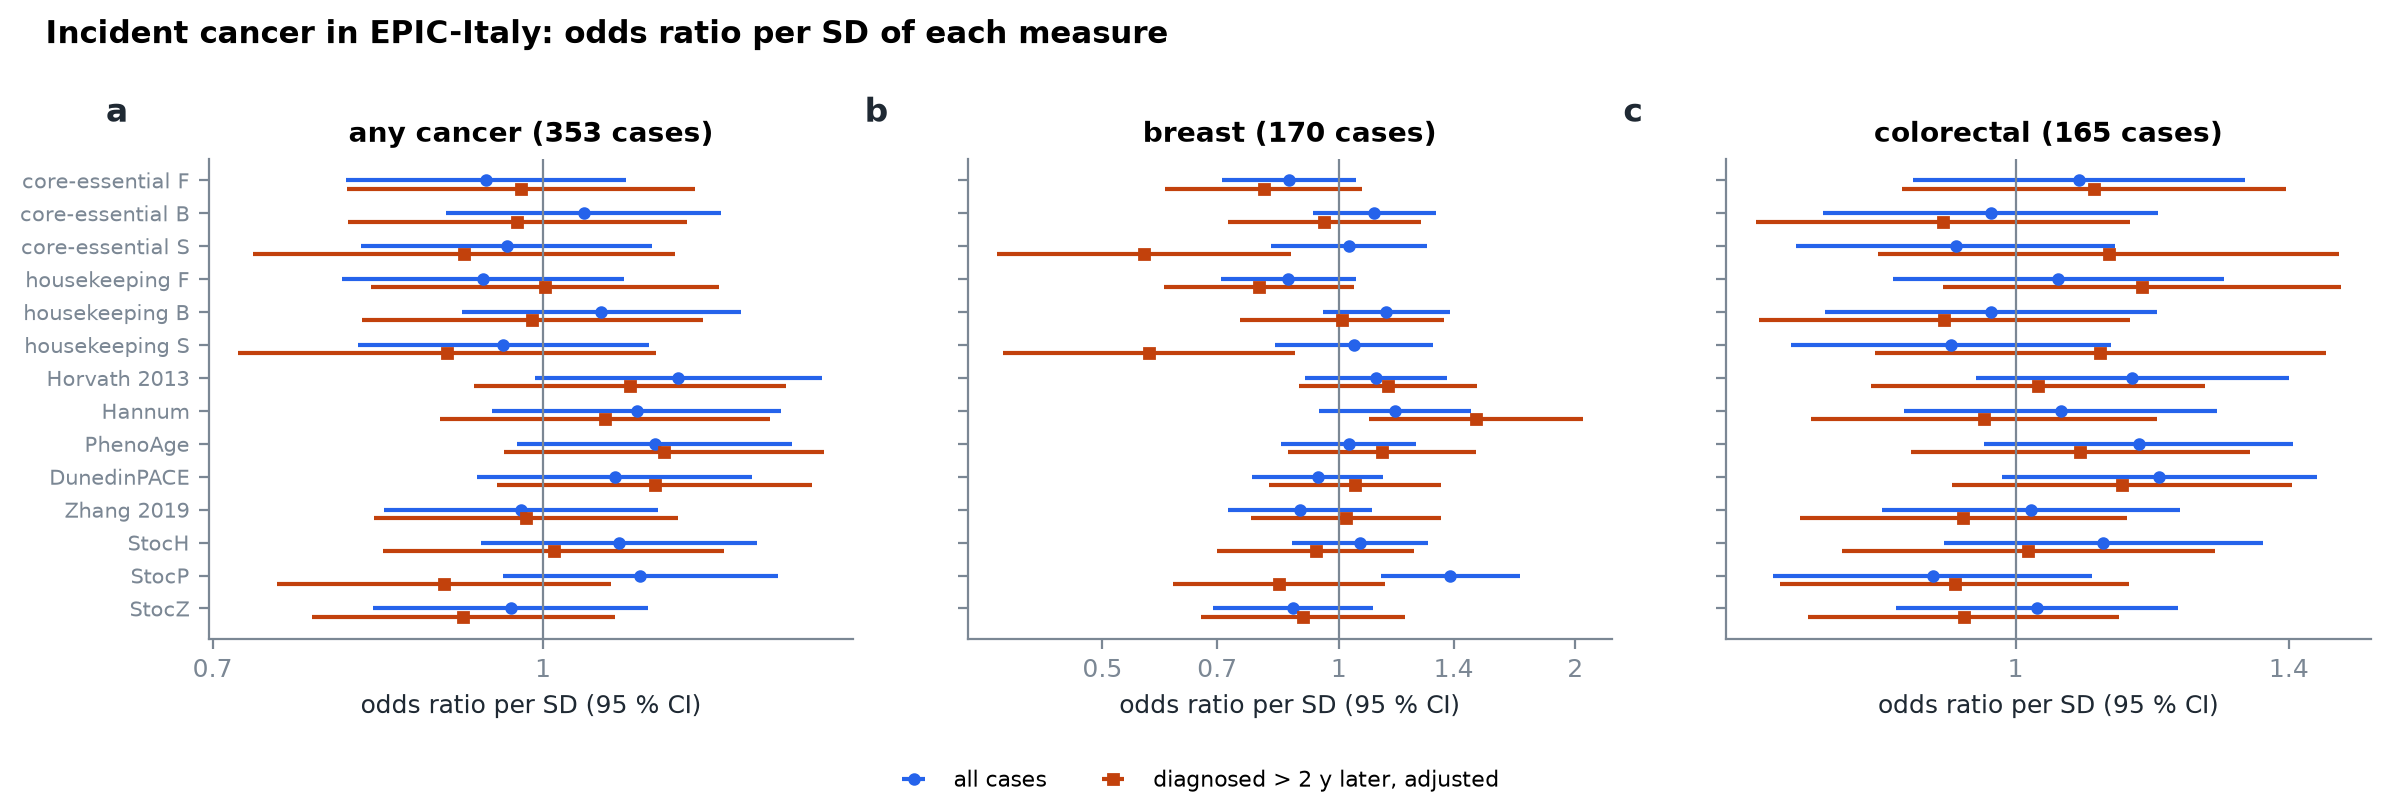 Incident cancer in EPIC-Italy: odds ratio per SD of each measure
a
any cancer (353 cases)
core-essential F
core-essential B
core-essential S
housekeeping F
housekeeping B
housekeeping S
Horvath 2013
Hannum
PhenoAge
DunedinPACE
Zhang 2019
StocH
StocP
StocZ
0.7 1
odds ratio per SD (95 % CI)
b
breast (170 cases)
0.5 0.7 1 1.4 2
odds ratio per SD (95 % CI)
c
colorectal (165 cases)
1 1.4
odds ratio per SD (95 % CI)
all cases
diagnosed > 2 y later, adjusted